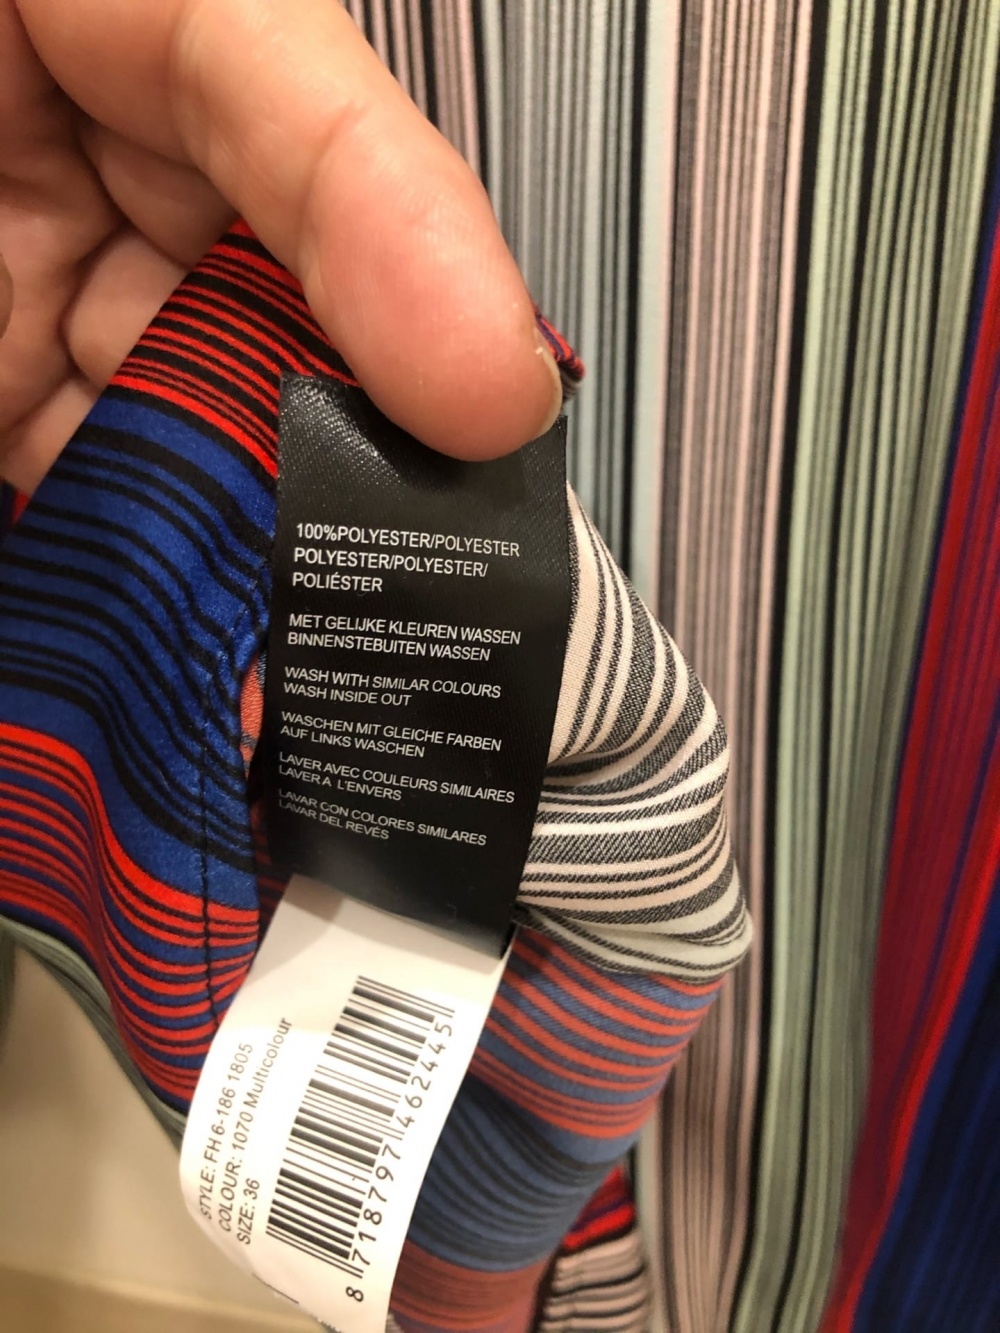 100%POLYESTER/POLYESTER
POLYESTER/POLYESTER/
POLIÉSTER
MET GELIJKE KLEUREN WASSEN
BINNENSTEBUITEN WASSEN
WASH WITH SIMILAR COLOURS
WASH INSIDE OUT
WASCHEN MIT GLEICHE FARBEN
AUF LINKS WASCHEN
LAVER AVEC COULEURS SIMILAIRES
LAVER A L'ENVERS
LAVAR CON COLORES SIMILARES
LAVAR DEL REVÉS
STYLE: FH 6-186 1805
COLOUR: 1070 Multicolour
SIZE: 36
8 718797 462445